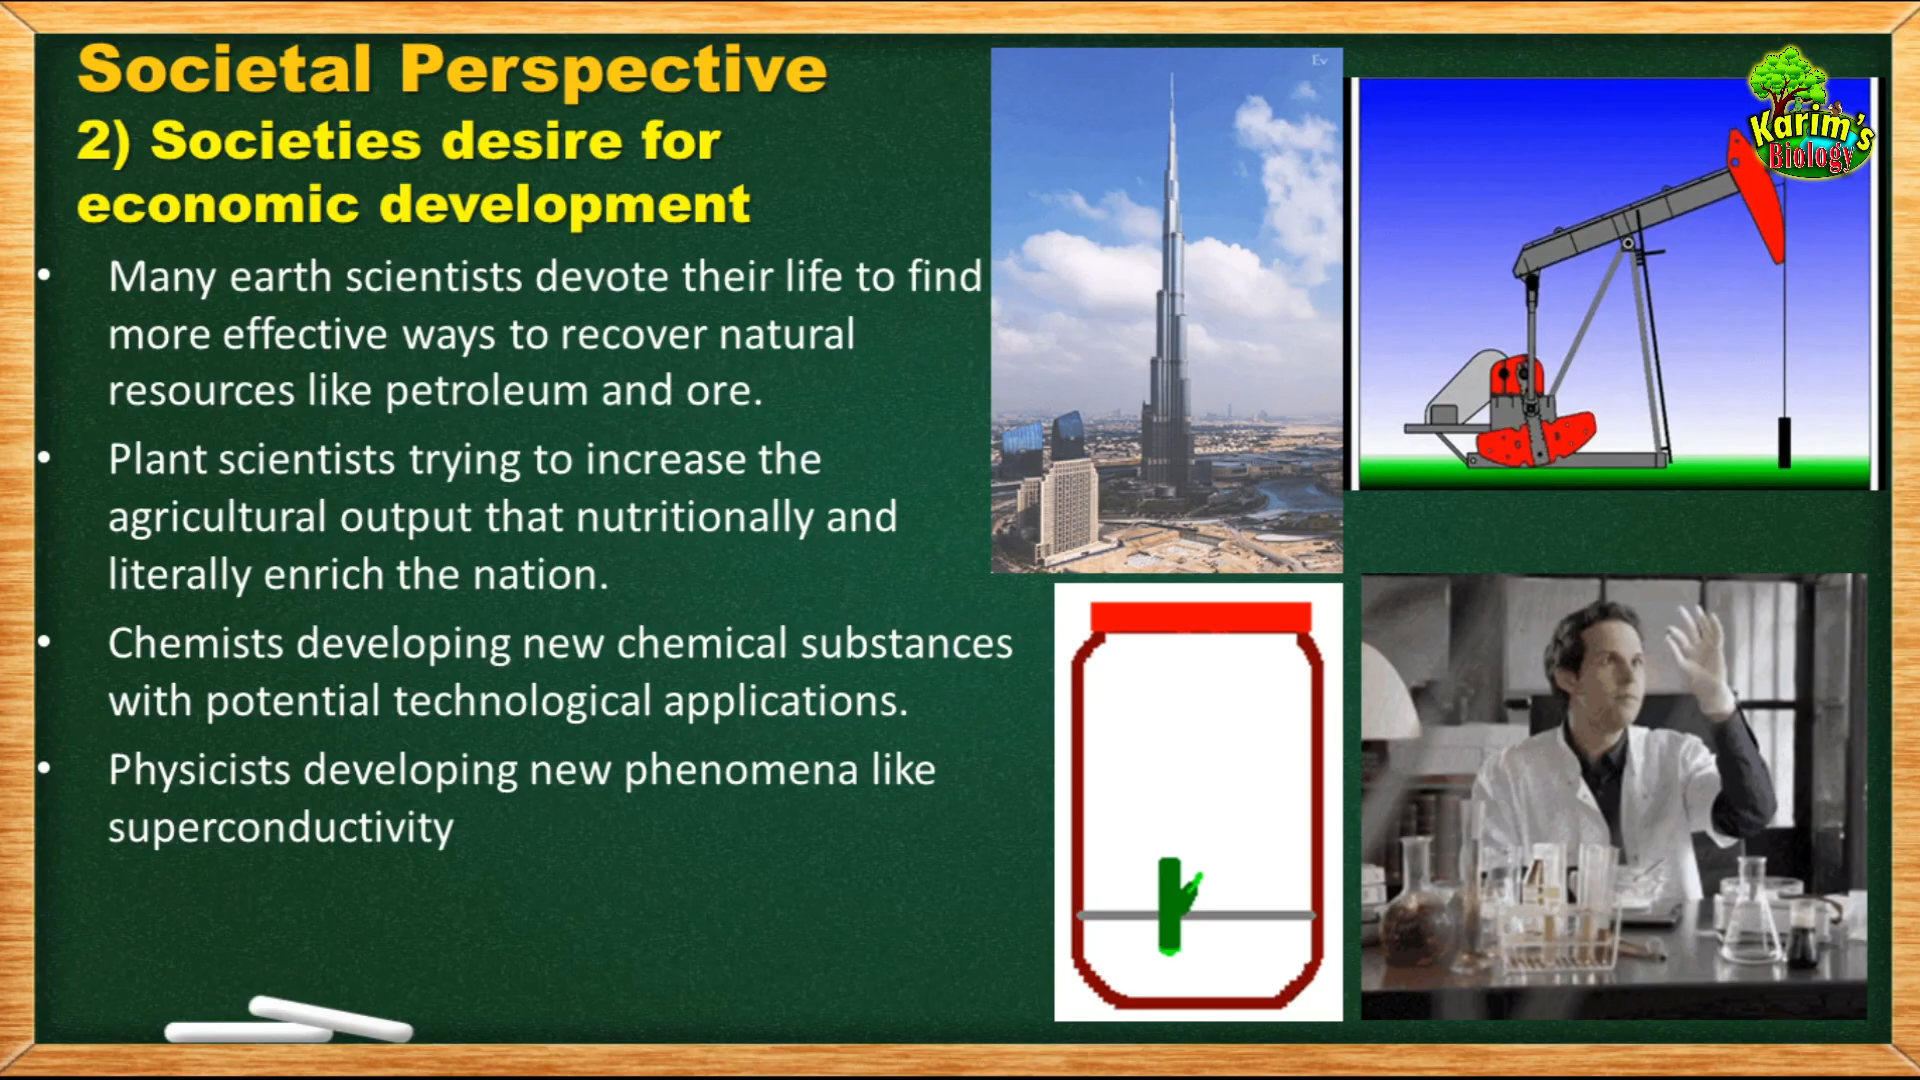 Societal Perspective
2) Societies desire for
economic development
• Many earth scientists devote their life to find
more effective ways to recover natural
resources like petroleum and ore.
• Plant scientists trying to increase the
agricultural output that nutritionally and
literally enrich the nation.
• Chemists developing new chemical substances
with potential technological applications.
• Physicists developing new phenomena like
superconductivity
Ev
Karim's
Biology